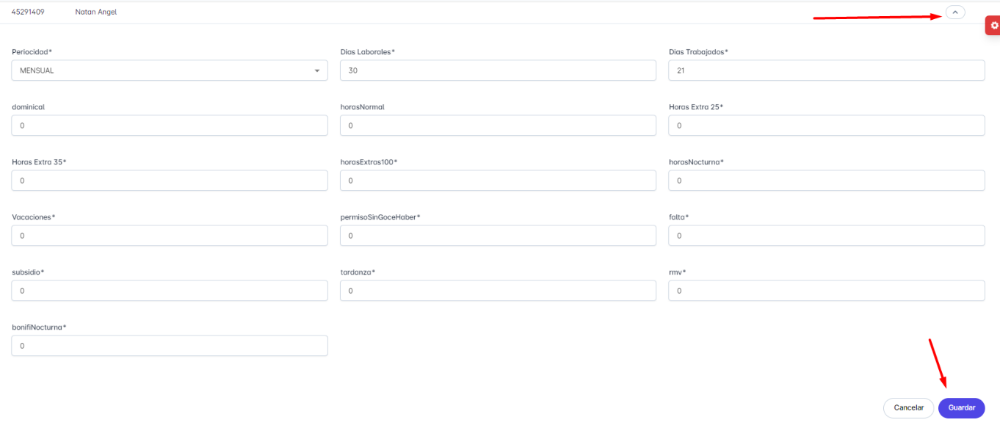 45291409 Natan Angel
Periocidad* Dias Laborales* Dias Trabajados*
MENSUAL 30 21
dominical horasNormal Horas Extra 25*
0 0 0
Horas Extra 35* horasExtras100* horasNocturna*
0 0 0
Vacaciones* permisoSinGoceHaber* falta*
0 0 0
subsidio* tardanza* rmv*
0 0 0
bonifiNocturna*
0
Cancelar Guardar